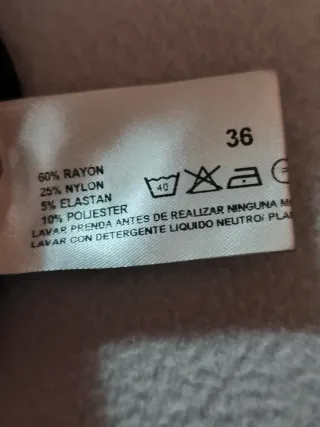 36
60% RAYON
25% NYLON
5% ELASTAN
10% POLIESTER
40
LAVAR PRENDA ANTES DE REALIZAR NINGUNA
LAVAR CON DETERGENTE LIQUIDO NEUTRO/